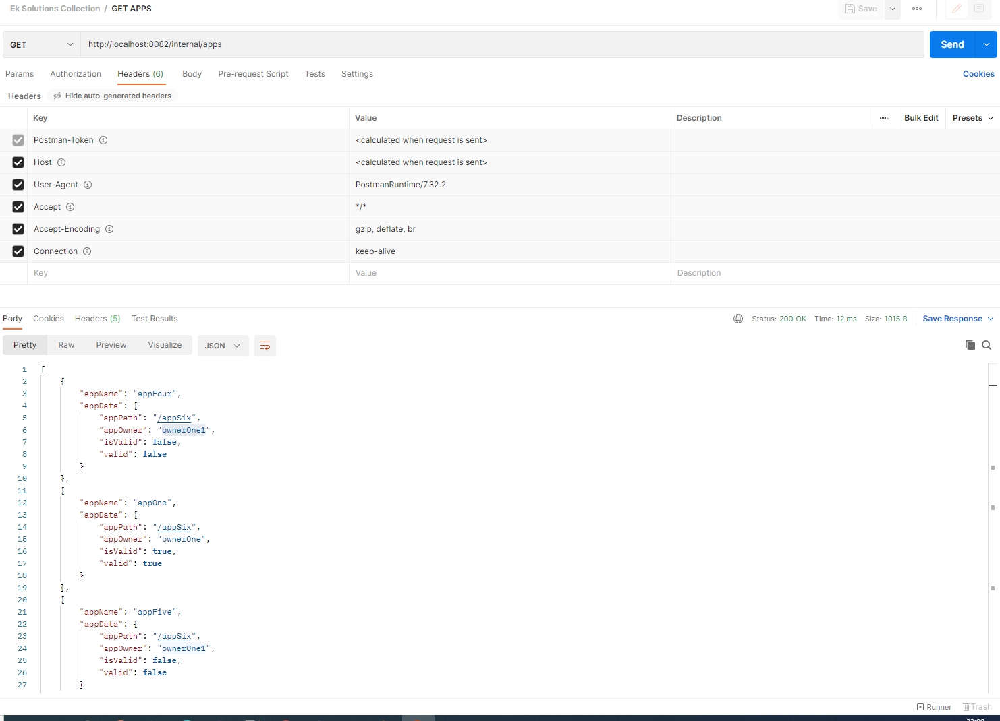 Ek Solutions Collection / GET APPS
Save
GET http://localhost:8082/internal/apps Send
Params Authorization Headers (6) Body Pre-request Script Tests Settings Cookies
Headers Hide auto-generated headers
Key Value Description Bulk Edit Presets
Postman-Token <calculated when request is sent>
Host <calculated when request is sent>
User-Agent PostmanRuntime/7.32.2
Accept */*
Accept-Encoding gzip, deflate, br
Connection keep-alive
Key Value Description
Body Cookies Headers (5) Test Results Status: 200 OK Time: 12 ms Size: 1015 B Save Response
Pretty Raw Preview Visualize JSON
1 [
2 {
3 "appName": "appFour",
4 "appData": {
5 "appPath": "/appSix",
6 "appOwner": "ownerOne1",
7 "isValid": false,
8 "valid": false
9 }
10 },
11 {
12 "appName": "appOne",
13 "appData": {
14 "appPath": "/appSix",
15 "appOwner": "ownerOne",
16 "isValid": true,
17 "valid": true
18 }
19 },
20 {
21 "appName": "appFive",
22 "appData": {
23 "appPath": "/appSix",
24 "appOwner": "ownerOne1",
25 "isValid": false,
26 "valid": false
27 }
Runner Trash